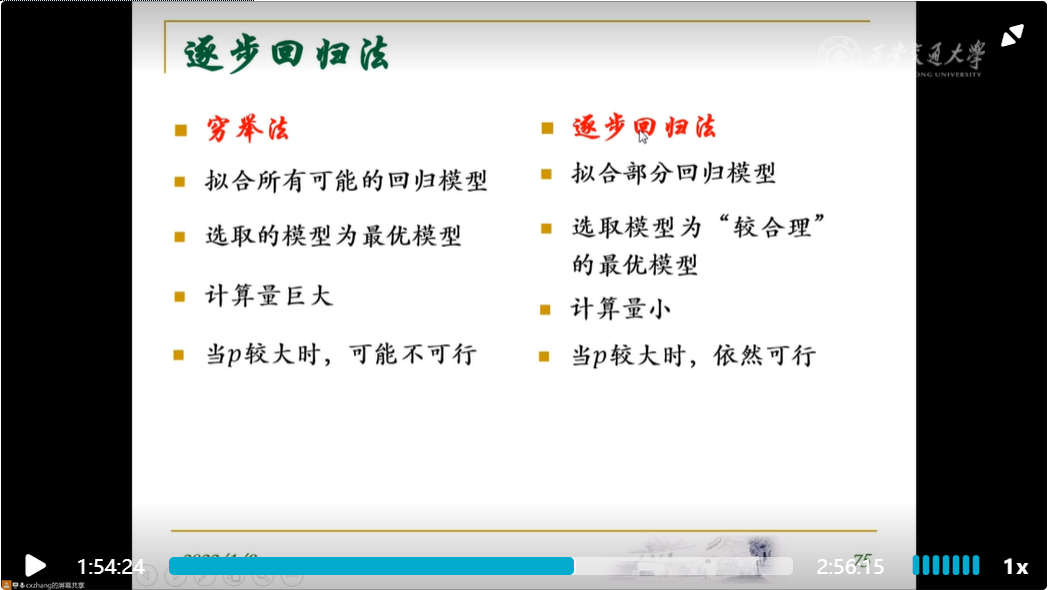 逐步回归法
西安交通大学
穷举法
拟合所有可能的回归模型
选取的模型为最优模型
计算量巨大
当p较大时，可能不可行
逐步回归法
拟合部分回归模型
选取模型为“较合理”
的最优模型
计算量小
当p较大时，依然可行
75
1:54:24
2:56:15
1x
cxzhang的屏幕共享